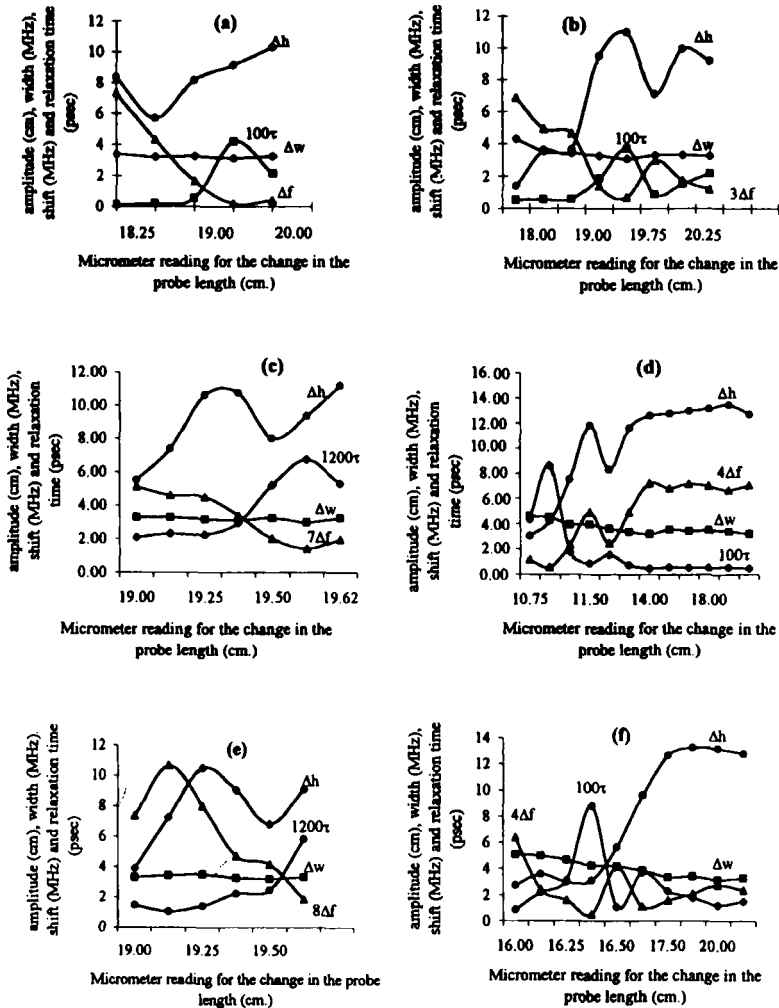 (a)
amplitude (cm), width (MHz),
shift (MHz) and relaxation time
(psec)
12
10
8
6
4
2
0
Δh
100τ
Δw
Δf
18.25 19.00 20.00
Micrometer reading for the change in the
probe length (cm.)
(b)
amplitude (cm), width (MHz),
shift (MHz) and relaxation time
(psec)
12
10
8
6
4
2
0
Δh
100τ
Δw
3Δf
18.00 19.00 19.75 20.25
Micrometer reading for the change in the
probe length (cm.)
(c)
amplitude (cm), width (MHz),
shift (MHz) and relaxation
time (psec)
12.00
10.00
8.00
6.00
4.00
2.00
0.00
Δh
1200τ
Δw
7Δf
19.00 19.25 19.50 19.62
Micrometer reading for the change in the
probe length (cm.)
(d)
amplitude (cm), width (MHz),
shift (MHz) and relaxation
time (psec)
16.00
14.00
12.00
10.00
8.00
6.00
4.00
2.00
0.00
Δh
4Δf
Δw
100τ
10.75 11.50 14.00 18.00
Micrometer reading for the change in the
probe length (cm.)
(e)
amplitude (cm), width (MHz).
shift (MHz) and relaxation time
(psec)
12
10
8
6
4
2
0
Δh
1200τ
Δw
8Δf
19.00 19.25 19.50
Micrometer reading for the change in the probe
length (cm.)
(f)
amplitude (cm), width (MHz),
shift (MHz) and relaxation time
(psec)
14
12
10
8
6
4
2
0
Δh
100τ
4Δf
Δw
16.00 16.25 16.50 17.50 20.00
Micrometer reading for the change in the
probe length (cm.)